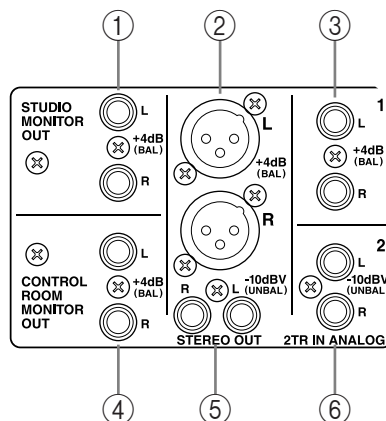 ① ② ③
STUDIO
MONITOR
OUT
L
+4dB
(BAL)
R
L
+4dB
(BAL)
R
1
L
+4dB
(BAL)
R
CONTROL
ROOM
MONITOR
OUT
L
+4dB
(BAL)
R
R L -10dBV
(UNBAL)
STEREO OUT
2
L
-10dBV
(UNBAL)
R
2TR IN ANALOG
④ ⑤ ⑥